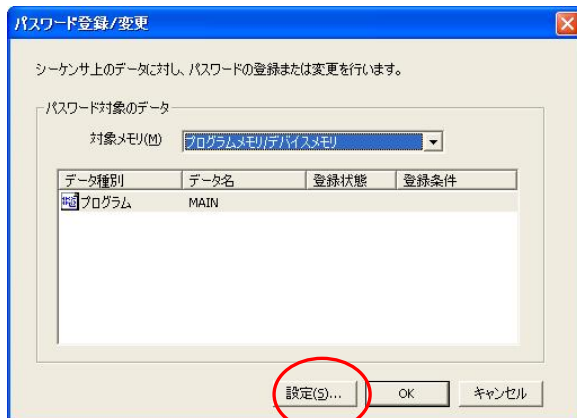 パスワード登録/変更
シーケンサ上のデータに対し、パスワードの登録または変更を行います。
パスワード対象のデータ
対象メモリ(M) プログラムメモリ/デバイスメモリ
データ種別 データ名 登録状態 登録条件
プログラム MAIN
設定(S)... OK キャンセル